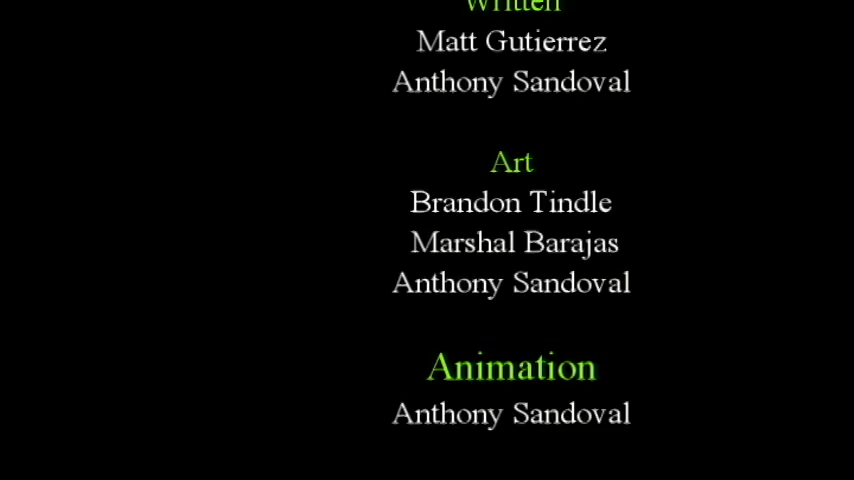 Written
Matt Gutierrez
Anthony Sandoval
Art
Brandon Tindle
Marshal Barajas
Anthony Sandoval
Animation
Anthony Sandoval